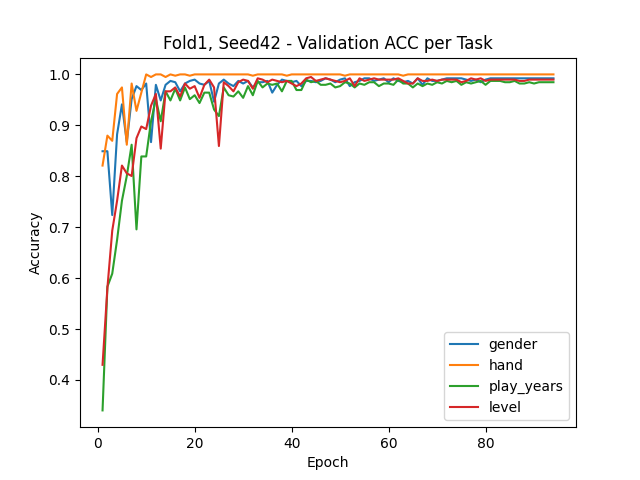 Fold1, Seed42 - Validation ACC per Task
Accuracy
1.0
0.9
0.8
0.7
0.6
0.5
0.4
0
20
40
60
80
Epoch
gender
hand
play_years
level